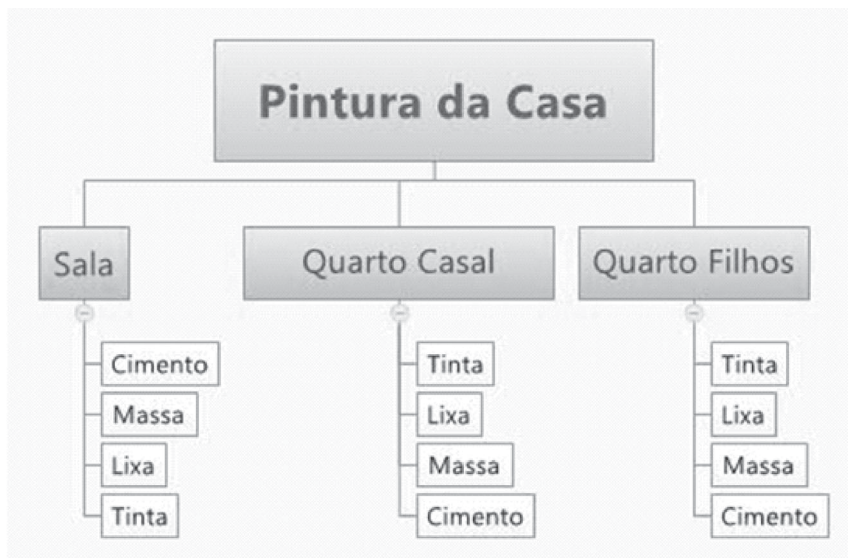 Pintura da Casa
Sala
Quarto Casal
Quarto Filhos
Cimento
Massa
Lixa
Tinta
Tinta
Lixa
Massa
Cimento
Tinta
Lixa
Massa
Cimento